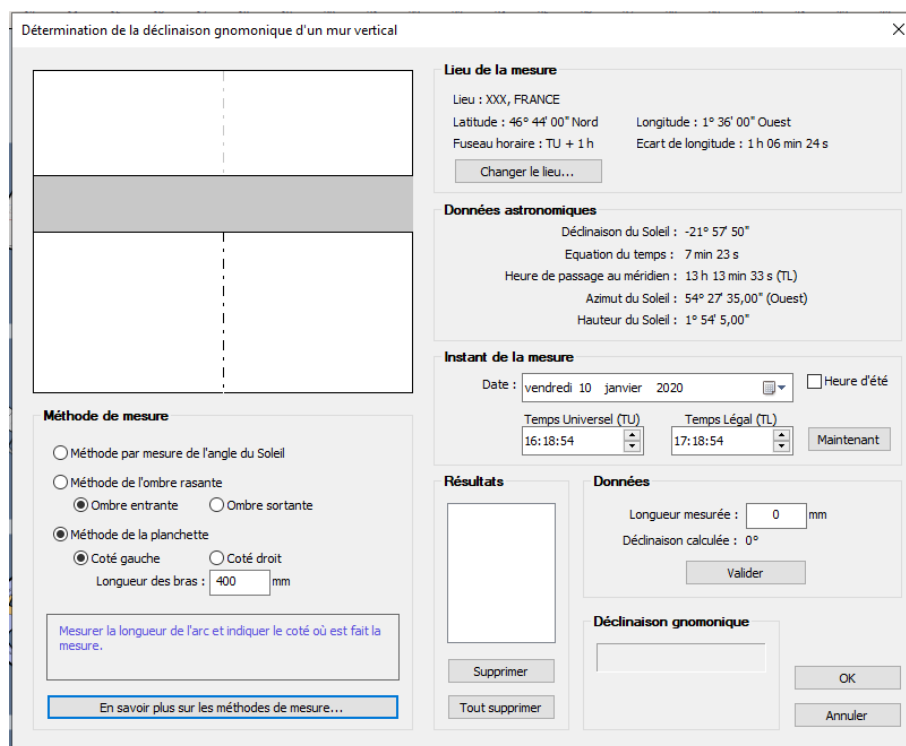 Détermination de la déclinaison gnomonique d'un mur vertical
Lieu de la mesure
Lieu : XXX, FRANCE
Latitude : 46° 44' 00" Nord Longitude : 1° 36' 00" Ouest
Fuseau horaire : TU + 1 h Ecart de longitude : 1 h 06 min 24 s
Changer le lieu...
Données astronomiques
Déclinaison du Soleil : -21° 57' 50"
Equation du temps : 7 min 23 s
Heure de passage au méridien : 13 h 13 min 33 s (TL)
Azimut du Soleil : 54° 27' 35,00" (Ouest)
Hauteur du Soleil : 1° 54' 5,00"
Instant de la mesure
Date : vendredi 10 janvier 2020 Heure d'été
Temps Universel (TU) Temps Légal (TL)
16:18:54 17:18:54 Maintenant
Méthode de mesure
Méthode par mesure de l'angle du Soleil
Méthode de l'ombre rasante
Ombre entrante Ombre sortante
Méthode de la planchette
Coté gauche Coté droit
Longueur des bras : 400 mm
Mesurer la longueur de l'arc et indiquer le coté où est fait la
mesure.
En savoir plus sur les méthodes de mesure...
Résultats
Supprimer
Tout supprimer
Données
Longueur mesurée : 0 mm
Déclinaison calculée : 0°
Valider
Déclinaison gnomonique
OK
Annuler